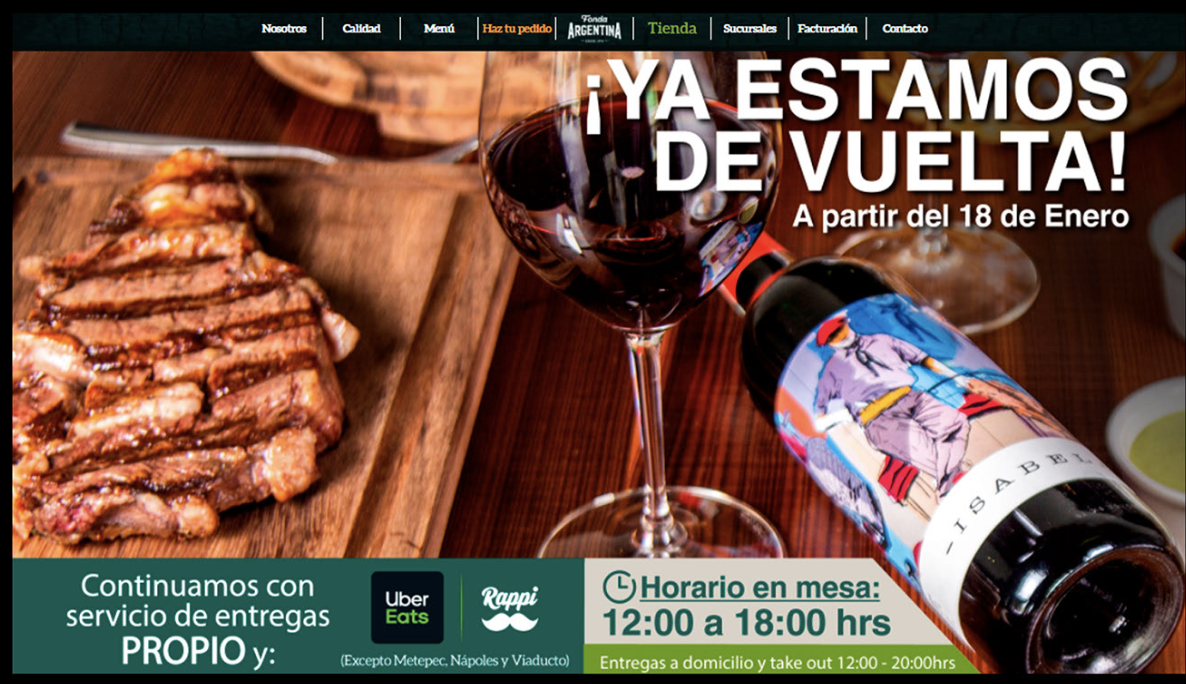 Nosotros
Calidad
Menú
Haz tu pedido
Fonda
ARGENTINA
Tienda
Sucursales
Facturación
Contacto
¡YA ESTAMOS
DE VUELTA!
A partir del 18 de Enero
-ISABEL
Continuamos con
servicio de entregas
PROPIO y:
Uber
Eats
Rappi
(Excepto Metepec, Nápoles y Viaducto)
Horario en mesa:
12:00 a 18:00 hrs
Entregas a domicilio y take out 12:00 - 20:00hrs